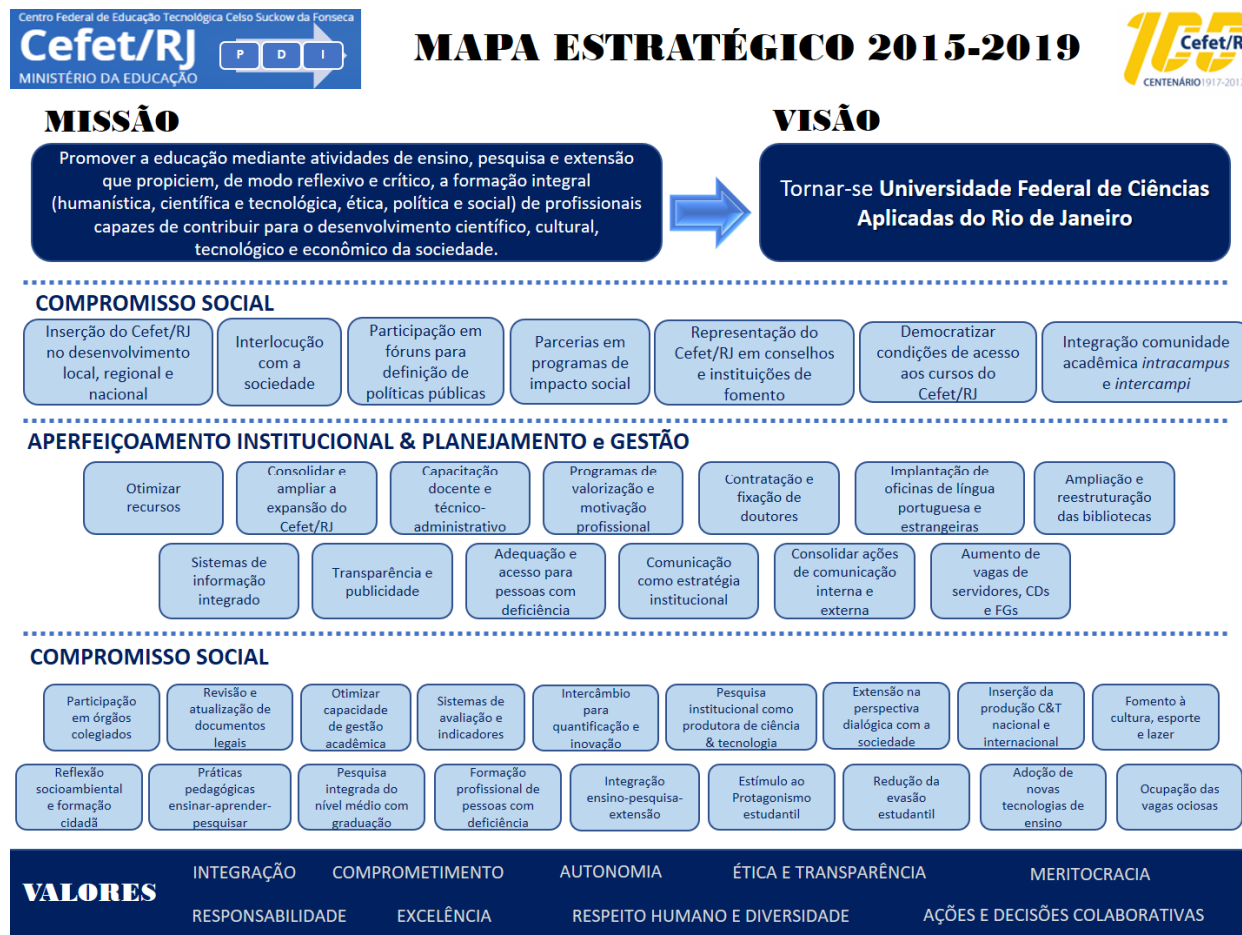 Centro Federal de Educação Tecnológica Celso Suckow da Fonseca
Cefet/RJ
P D I
MINISTÉRIO DA EDUCAÇÃO
MAPA ESTRATÉGICO 2015-2019
Cefet/R
CENTENÁRIO 1917-2017
MISSÃO
Promover a educação mediante atividades de ensino, pesquisa e extensão
que propiciem, de modo reflexivo e crítico, a formação integral
(humanística, científica e tecnológica, ética, política e social) de profissionais
capazes de contribuir para o desenvolvimento científico, cultural,
tecnológico e econômico da sociedade.
VISÃO
Tornar-se Universidade Federal de Ciências
Aplicadas do Rio de Janeiro
COMPROMISSO SOCIAL
Inserção do Cefet/RJ
no desenvolvimento
local, regional e
nacional
Interlocução
com a
sociedade
Participação em
fóruns para
definição de
políticas públicas
Parcerias em
programas de
impacto social
Representação do
Cefet/RJ em conselhos
e instituições de
fomento
Democratizar
condições de acesso
aos cursos do
Cefet/RJ
Integração comunidade
acadêmica intracampus
e intercampi
APERFEIÇOAMENTO INSTITUCIONAL & PLANEJAMENTO e GESTÃO
Otimizar
recursos
Consolidar e
ampliar a
expansão do
Cefet/RJ
Capacitação
docente e
técnico-
administrativo
Programas de
valorização e
motivação
profissional
Contratação e
fixação de
doutores
Implantação de
oficinas de língua
portuguesa e
estrangeiras
Ampliação e
reestruturação
das bibliotecas
Sistemas de
informação
integrado
Transparência e
publicidade
Adequação e
acesso para
pessoas com
deficiência
Comunicação
como estratégia
institucional
Consolidar ações
de comunicação
interna e
externa
Aumento de
vagas de
servidores, CDs
e FGs
COMPROMISSO SOCIAL
Participação
em órgãos
colegiados
Revisão e
atualização de
documentos
legais
Otimizar
capacidade
de gestão
acadêmica
Sistemas de
avaliação e
indicadores
Intercâmbio
para
quantificação e
inovação
Pesquisa
institucional como
produtora de ciência
& tecnologia
Extensão na
perspectiva
dialógica com a
sociedade
Inserção da
produção C&T
nacional e
internacional
Fomento à
cultura, esporte
e lazer
Reflexão
socioambiental
e formação
cidadã
Práticas
pedagógicas
ensinar-aprender-
pesquisar
Pesquisa
integrada do
nível médio com
graduação
Formação
profissional de
pessoas com
deficiência
Integração
ensino-pesquisa-
extensão
Estímulo ao
Protagonismo
estudantil
Redução da
evasão
estudantil
Adoção de
novas
tecnologias de
ensino
Ocupação das
vagas ociosas
VALORES
INTEGRAÇÃO COMPROMETIMENTO AUTONOMIA ÉTICA E TRANSPARÊNCIA MERITOCRACIA
RESPONSABILIDADE EXCELÊNCIA RESPEITO HUMANO E DIVERSIDADE AÇÕES E DECISÕES COLABORATIVAS